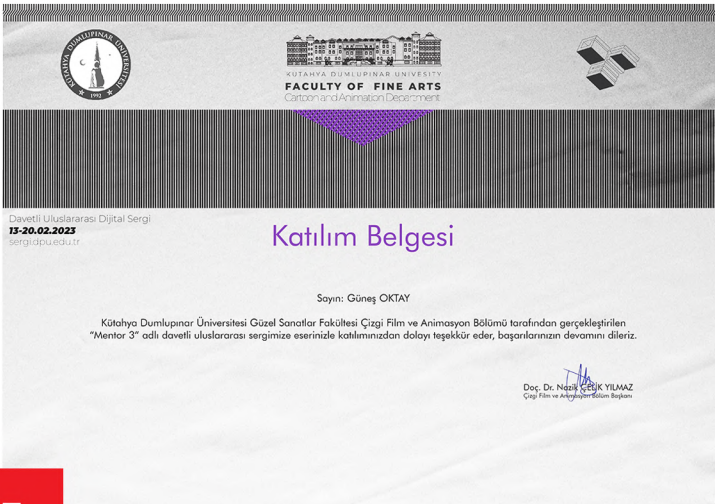 KÜTAHYA DUMLUPINAR ÜNİVERSİTESİ
1992
KUTAHYA DUMLUPINAR UNIVESITY
FACULTY OF FINE ARTS
Cartoon and Animation Department
Davetli Uluslararası Dijital Sergi
13-20.02.2023
sergi.dpu.edu.tr
Katılım Belgesi
Sayın: Güneş OKTAY
Kütahya Dumlupınar Üniversitesi Güzel Sanatlar Fakültesi Çizgi Film ve Animasyon Bölümü tarafından gerçekleştirilen
“Mentor 3” adlı davetli uluslararası sergimize eserinizle katılımınızdan dolayı teşekkür eder, başarılarınızın devamını dileriz.
Doç. Dr. Nazik ÇELİK YILMAZ
Çizgi Film ve Animasyon Bölüm Başkanı